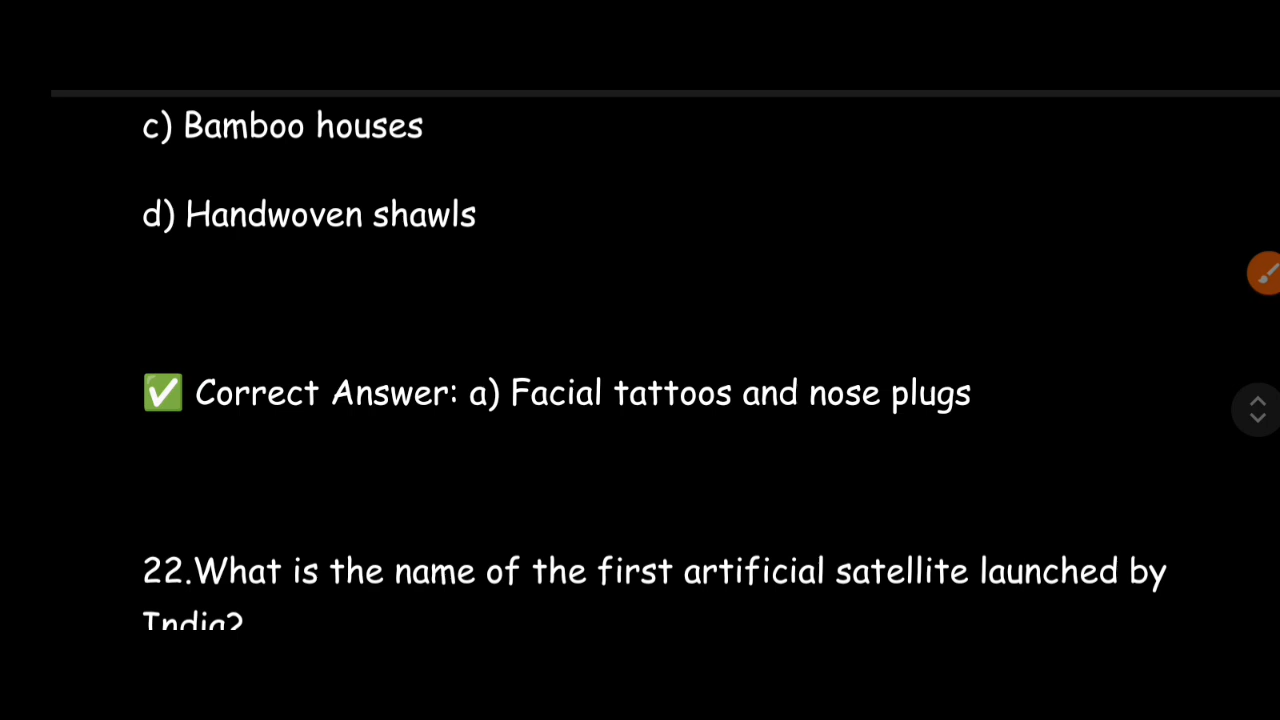 c) Bamboo houses
d) Handwoven shawls
✅ Correct Answer: a) Facial tattoos and nose plugs
22.What is the name of the first artificial satellite launched by
India?